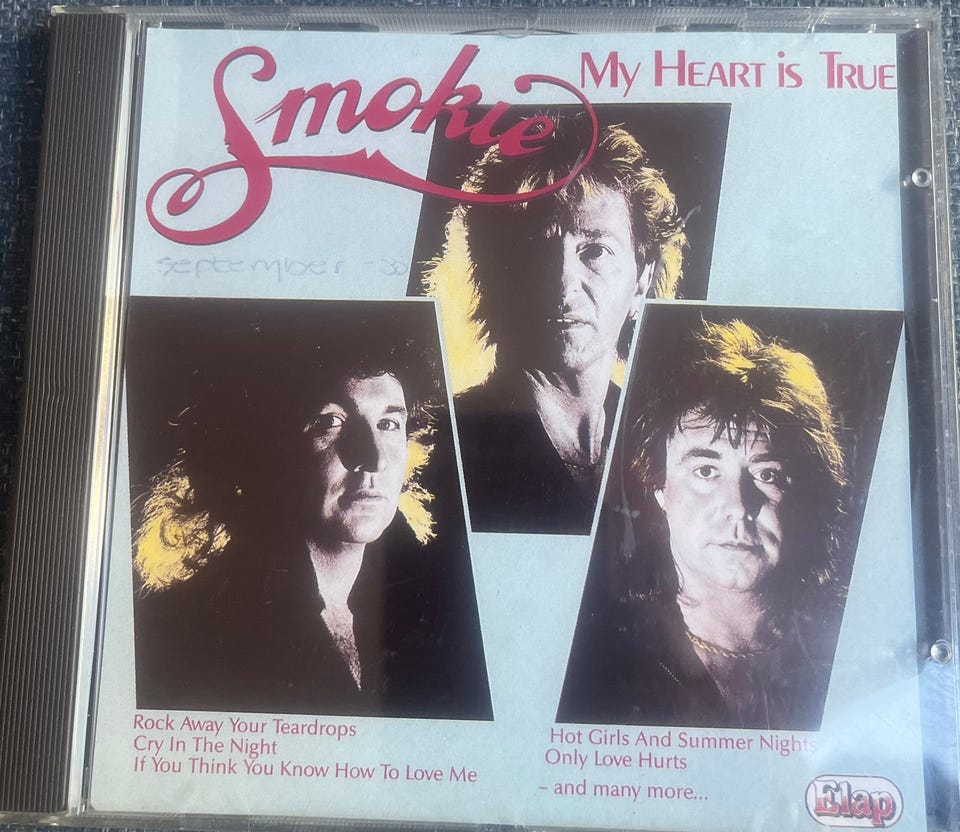 Smokie
My Heart is True
september
Rock Away Your Teardrops
Cry In The Night
If You Think You Know How To Love Me
Hot Girls And Summer Nights
Only Love Hurts
– and many more...
Elap